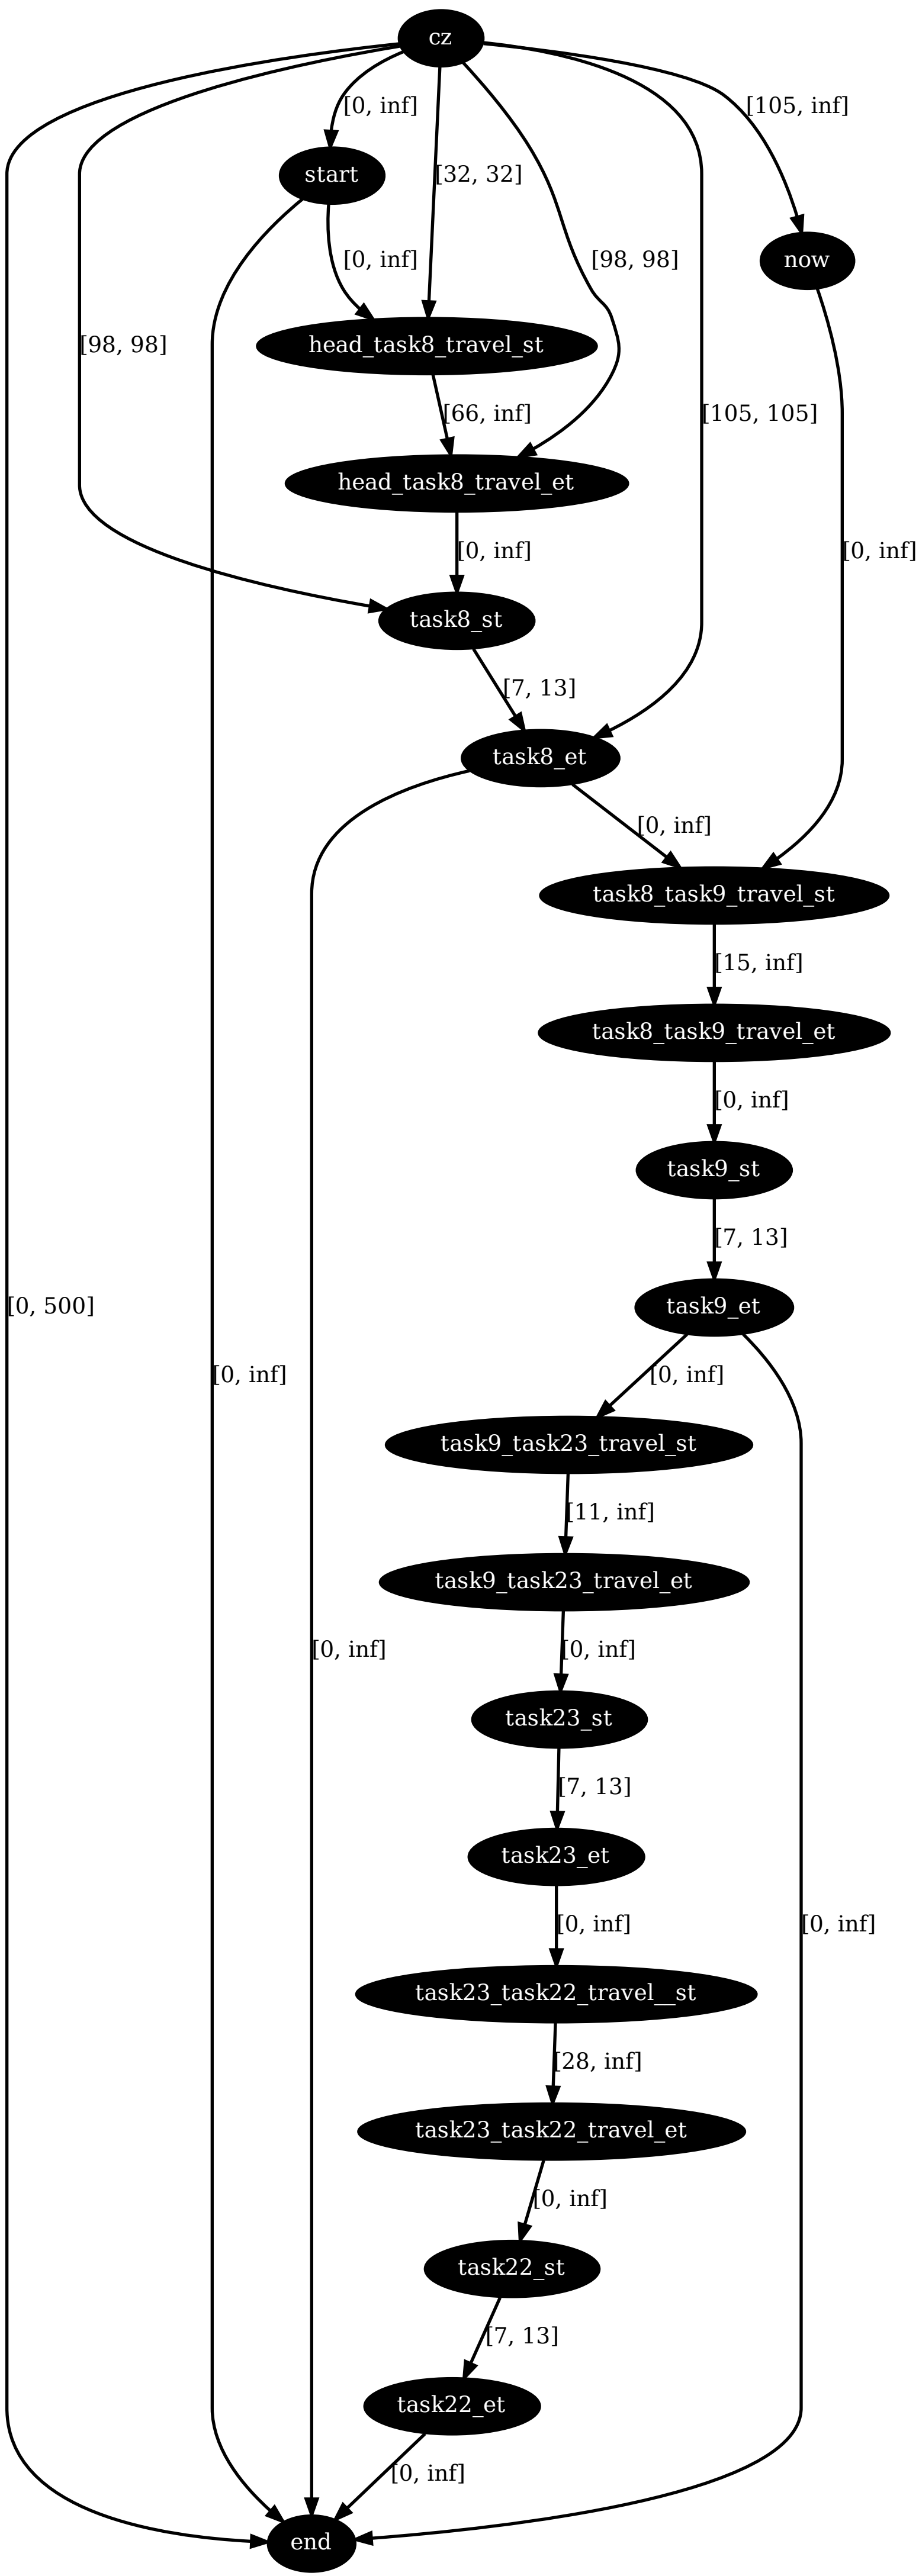 cz
[0, inf]
[105, inf]
start
[32, 32]
now
[0, inf]
[98, 98]
head_task8_travel_st
[98, 98]
[66, inf]
[105, 105]
head_task8_travel_et
[0, inf]
[0, inf]
task8_st
[7, 13]
task8_et
[0, inf]
task8_task9_travel_st
[15, inf]
task8_task9_travel_et
[0, inf]
task9_st
[7, 13]
task9_et
[0, 500]
[0, inf]
[0, inf]
task9_task23_travel_st
[11, inf]
task9_task23_travel_et
[0, inf]
[0, inf]
task23_st
[7, 13]
task23_et
[0, inf]
[0, inf]
task23_task22_travel__st
[28, inf]
task23_task22_travel_et
[0, inf]
task22_st
[7, 13]
task22_et
[0, inf]
end